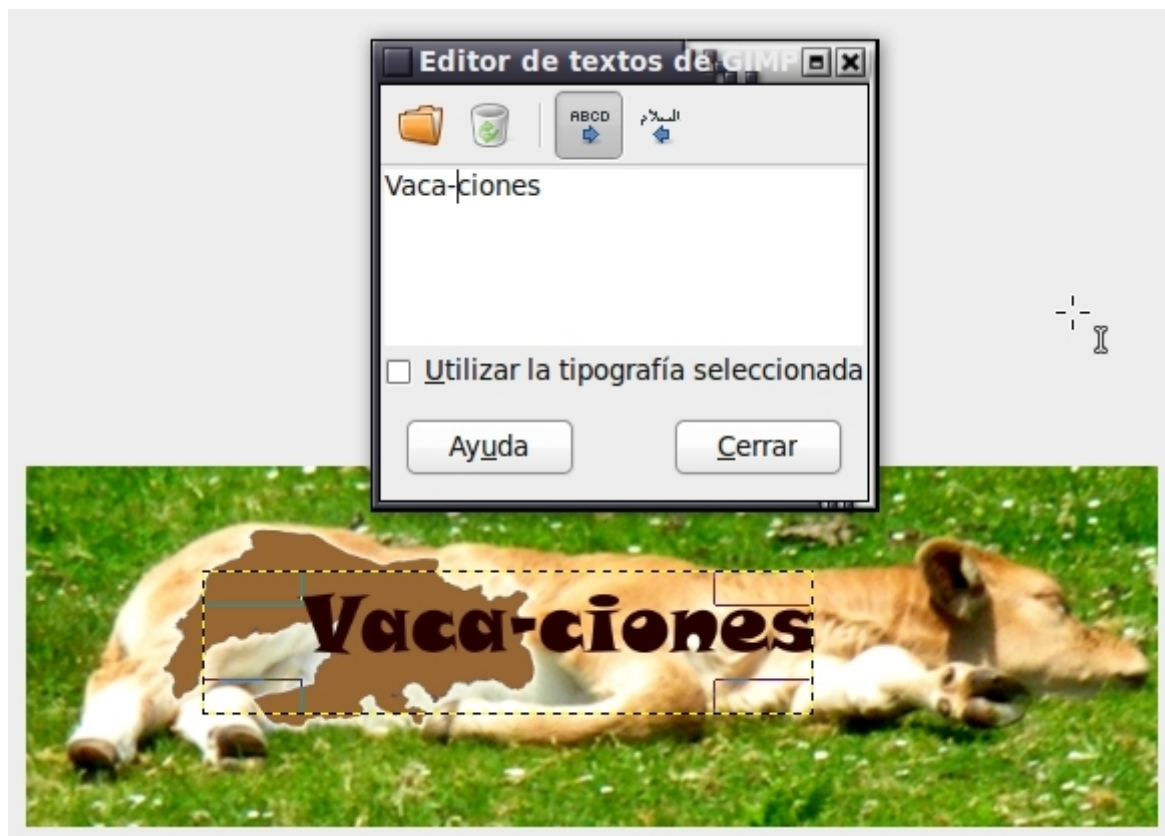 Editor de textos de GIMP
ABCD
السلام
Vaca-ciones
Utilizar la tipografía seleccionada
Ayuda
Cerrar
Vaca-ciones